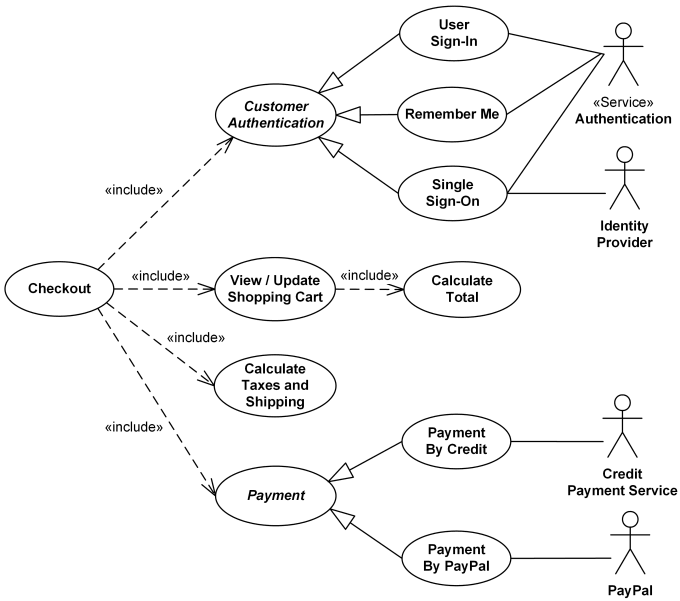 User
Sign-In
Customer
Authentication
Remember Me
«Service»
Authentication
Single
Sign-On
«include»
Identity
Provider
Checkout
«include»
View / Update
Shopping Cart
«include»
Calculate
Total
«include»
Calculate
Taxes and
Shipping
«include»
Payment
By Credit
Credit
Payment Service
Payment
Payment
By PayPal
PayPal